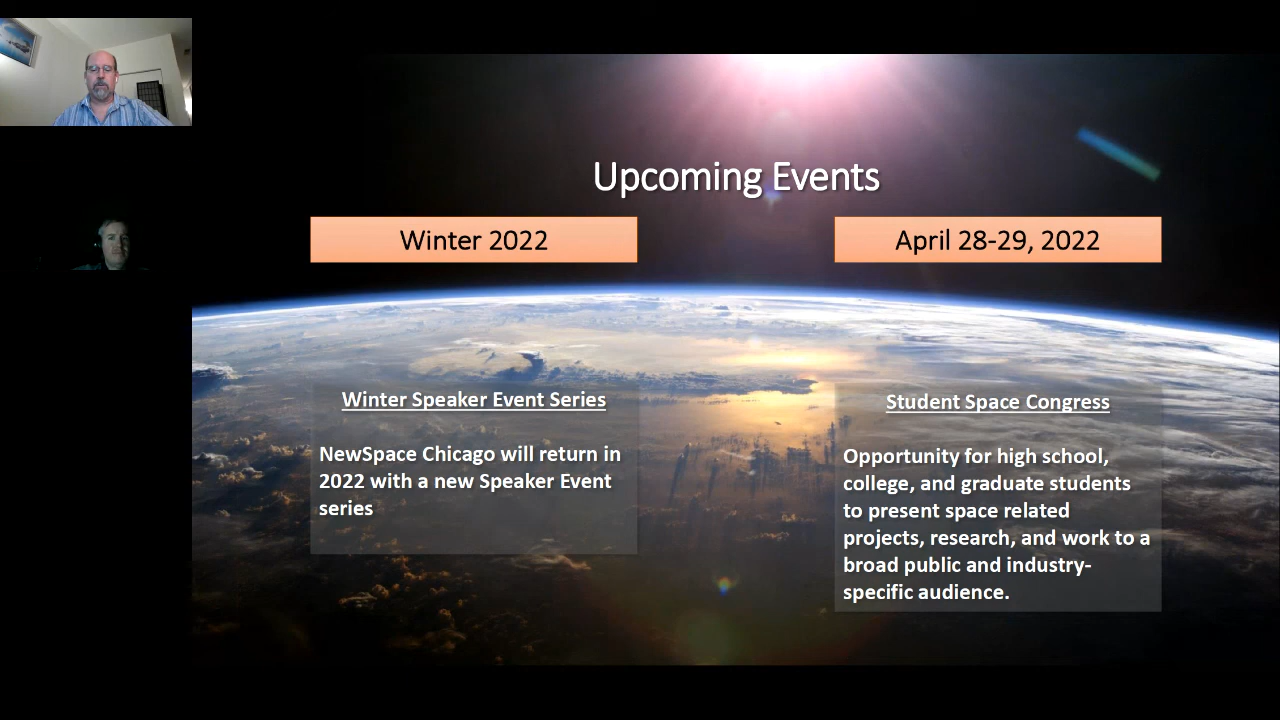 Upcoming Events
Winter 2022
Winter Speaker Event Series
NewSpace Chicago will return in
2022 with a new Speaker Event
series
April 28-29, 2022
Student Space Congress
Opportunity for high school,
college, and graduate students
to present space related
projects, research, and work to a
broad public and industry-
specific audience.